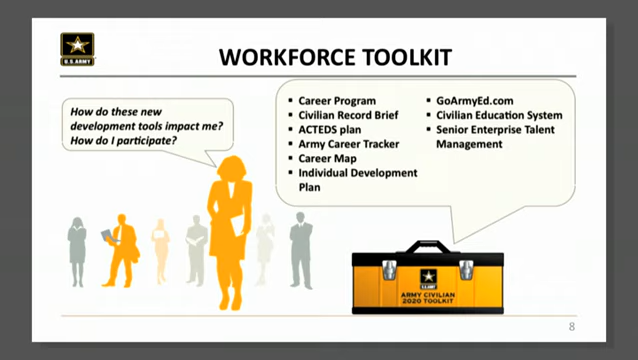 U.S. ARMY
WORKFORCE TOOLKIT
How do these new
development tools impact me?
How do I participate?
▪ Career Program
▪ Civilian Record Brief
▪ ACTEDS plan
▪ Army Career Tracker
▪ Career Map
▪ Individual Development
Plan
▪ GoArmyEd.com
▪ Civilian Education System
▪ Senior Enterprise Talent
Management
U.S. ARMY
ARMY CIVILIAN
2020 TOOLKIT
8